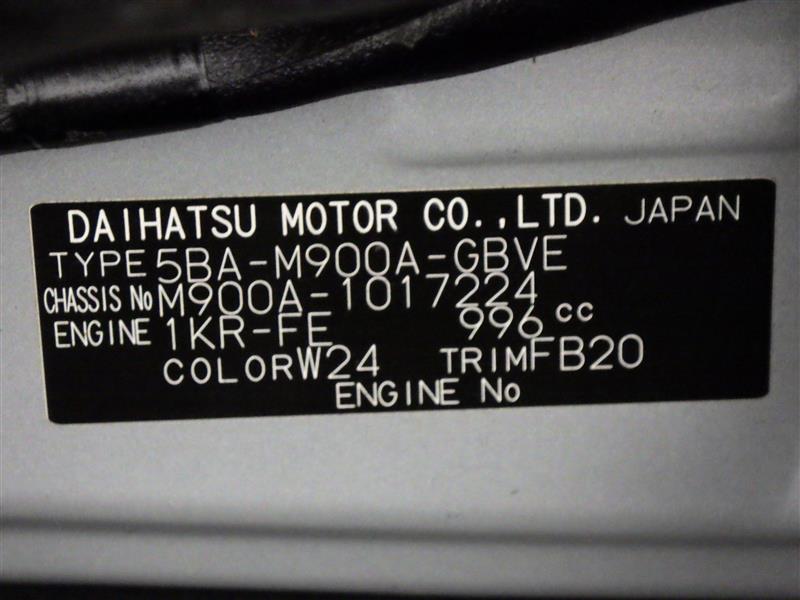 DAIHATSU MOTOR CO.,LTD. JAPAN
TYPE 5BA-M900A-GBVE
CHASSIS No M900A-1017224
ENGINE 1KR-FE 996 cc
COLOR W24 TRIM FB20
ENGINE No